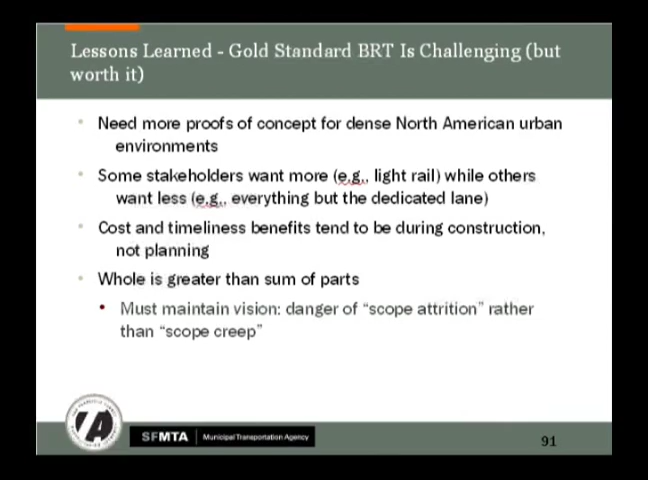 Lessons Learned - Gold Standard BRT Is Challenging (but
worth it)
Need more proofs of concept for dense North American urban
environments
Some stakeholders want more (e.g., light rail) while others
want less (e.g., everything but the dedicated lane)
Cost and timeliness benefits tend to be during construction,
not planning
Whole is greater than sum of parts
Must maintain vision: danger of “scope attrition” rather
than “scope creep”
SFMTA | Municipal Transportation Agency
91